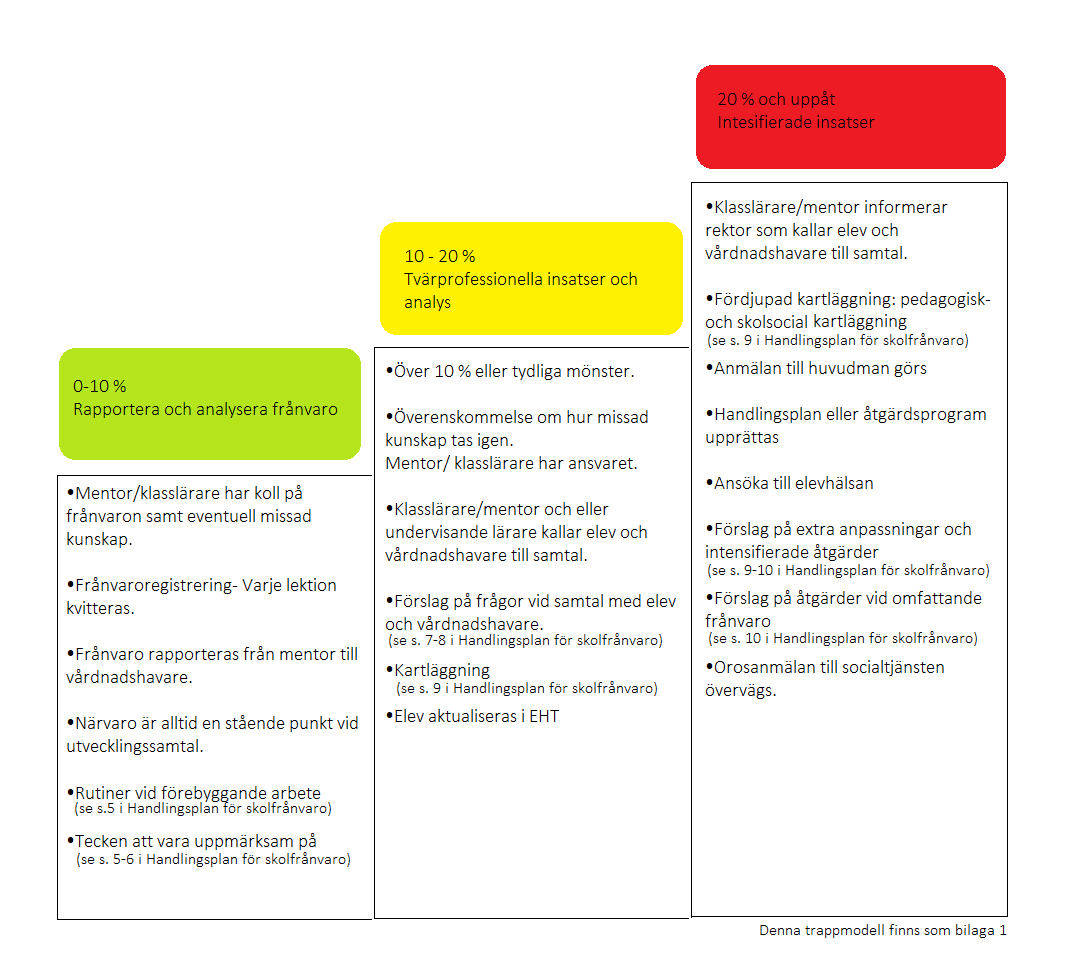 0-10 %
Rapportera och analysera frånvaro
•Mentor/klasslärare har koll på
frånvaron samt eventuell missad
kunskap.
•Frånvaroregistrering- Varje lektion
kvitteras.
•Frånvaro rapporteras från mentor till
vårdnadshavare.
•Närvaro är alltid en stående punkt vid
utvecklingssamtal.
•Rutiner vid förebyggande arbete
(se s.5 i Handlingsplan för skolfrånvaro)
•Tecken att vara uppmärksam på
(se s. 5-6 i Handlingsplan för skolfrånvaro)
10 - 20 %
Tvärprofessionella insatser och
analys
•Över 10 % eller tydliga mönster.
•Överenskommelse om hur missad
kunskap tas igen.
Mentor/ klasslärare har ansvaret.
•Klasslärare/mentor och eller
undervisande lärare kallar elev och
vårdnadshavare till samtal.
•Förslag på frågor vid samtal med elev
och vårdnadshavare.
(se s. 7-8 i Handlingsplan för skolfrånvaro)
•Kartläggning
(se s. 9 i Handlingsplan för skolfrånvaro)
•Elev aktualiseras i EHT
20 % och uppåt
Intesifierade insatser
•Klasslärare/mentor informerar
rektor som kallar elev och
vårdnadshavare till samtal.
•Fördjupad kartläggning: pedagogisk-
och skolsocial kartläggning
(se s. 9 i Handlingsplan för skolfrånvaro)
•Anmälan till huvudman görs
•Handlingsplan eller åtgärdsprogram
upprättas
•Ansöka till elevhälsan
•Förslag på extra anpassningar och
intensifierade åtgärder
(se s. 9-10 i Handlingsplan för skolfrånvaro)
•Förslag på åtgärder vid omfattande
frånvaro
(se s. 10 i Handlingsplan för skolfrånvaro)
•Orosanmälan till socialtjänsten
övervägs.
Denna trappmodell finns som bilaga 1